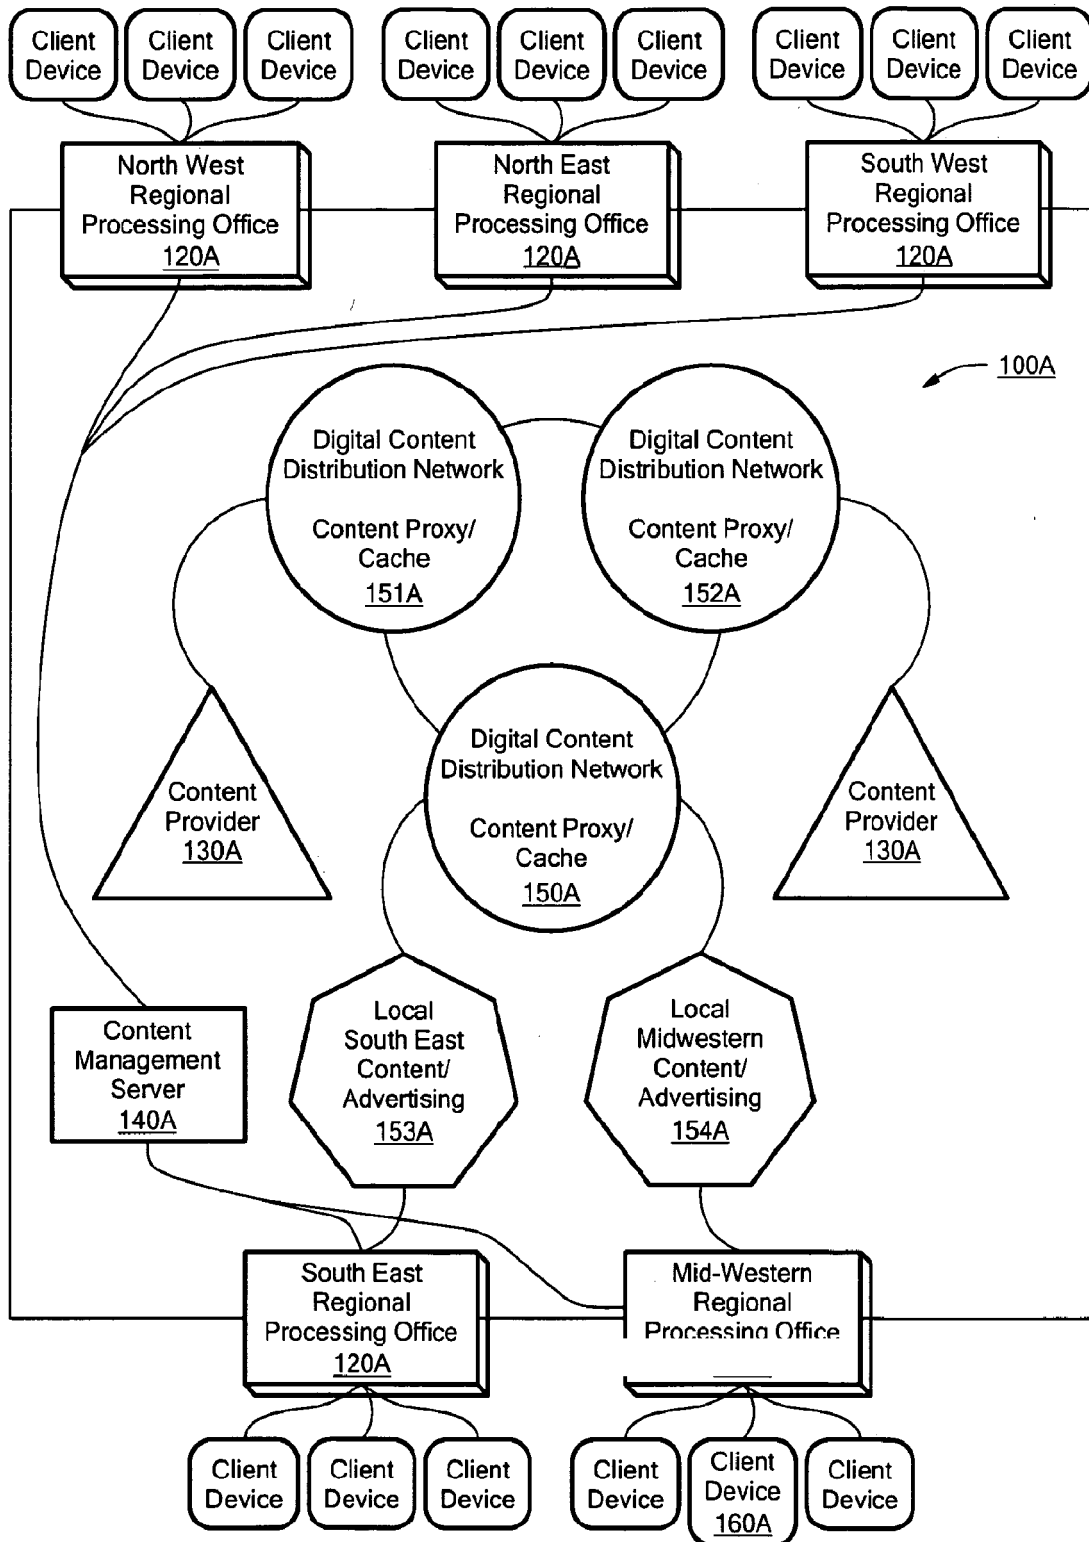 Client
Device
Client
Device
Client
Device
Client
Device
Client
Device
Client
Device
Client
Device
Client
Device
Client
Device
North West
Regional
Processing Office
120A
North East
Regional
Processing Office
120A
South West
Regional
Processing Office
120A
100A
Digital Content
Distribution Network
Content Proxy/
Cache
151A
Digital Content
Distribution Network
Content Proxy/
Cache
152A
Digital Content
Distribution Network
Content Proxy/
Cache
150A
Content
Provider
130A
Content
Provider
130A
Content
Management
Server
140A
Local
South East
Content/
Advertising
153A
Local
Midwestern
Content/
Advertising
154A
South East
Regional
Processing Office
120A
Mid-Western
Regional
Processing Office
Client
Device
Client
Device
Client
Device
Client
Device
Client
Device
160A
Client
Device